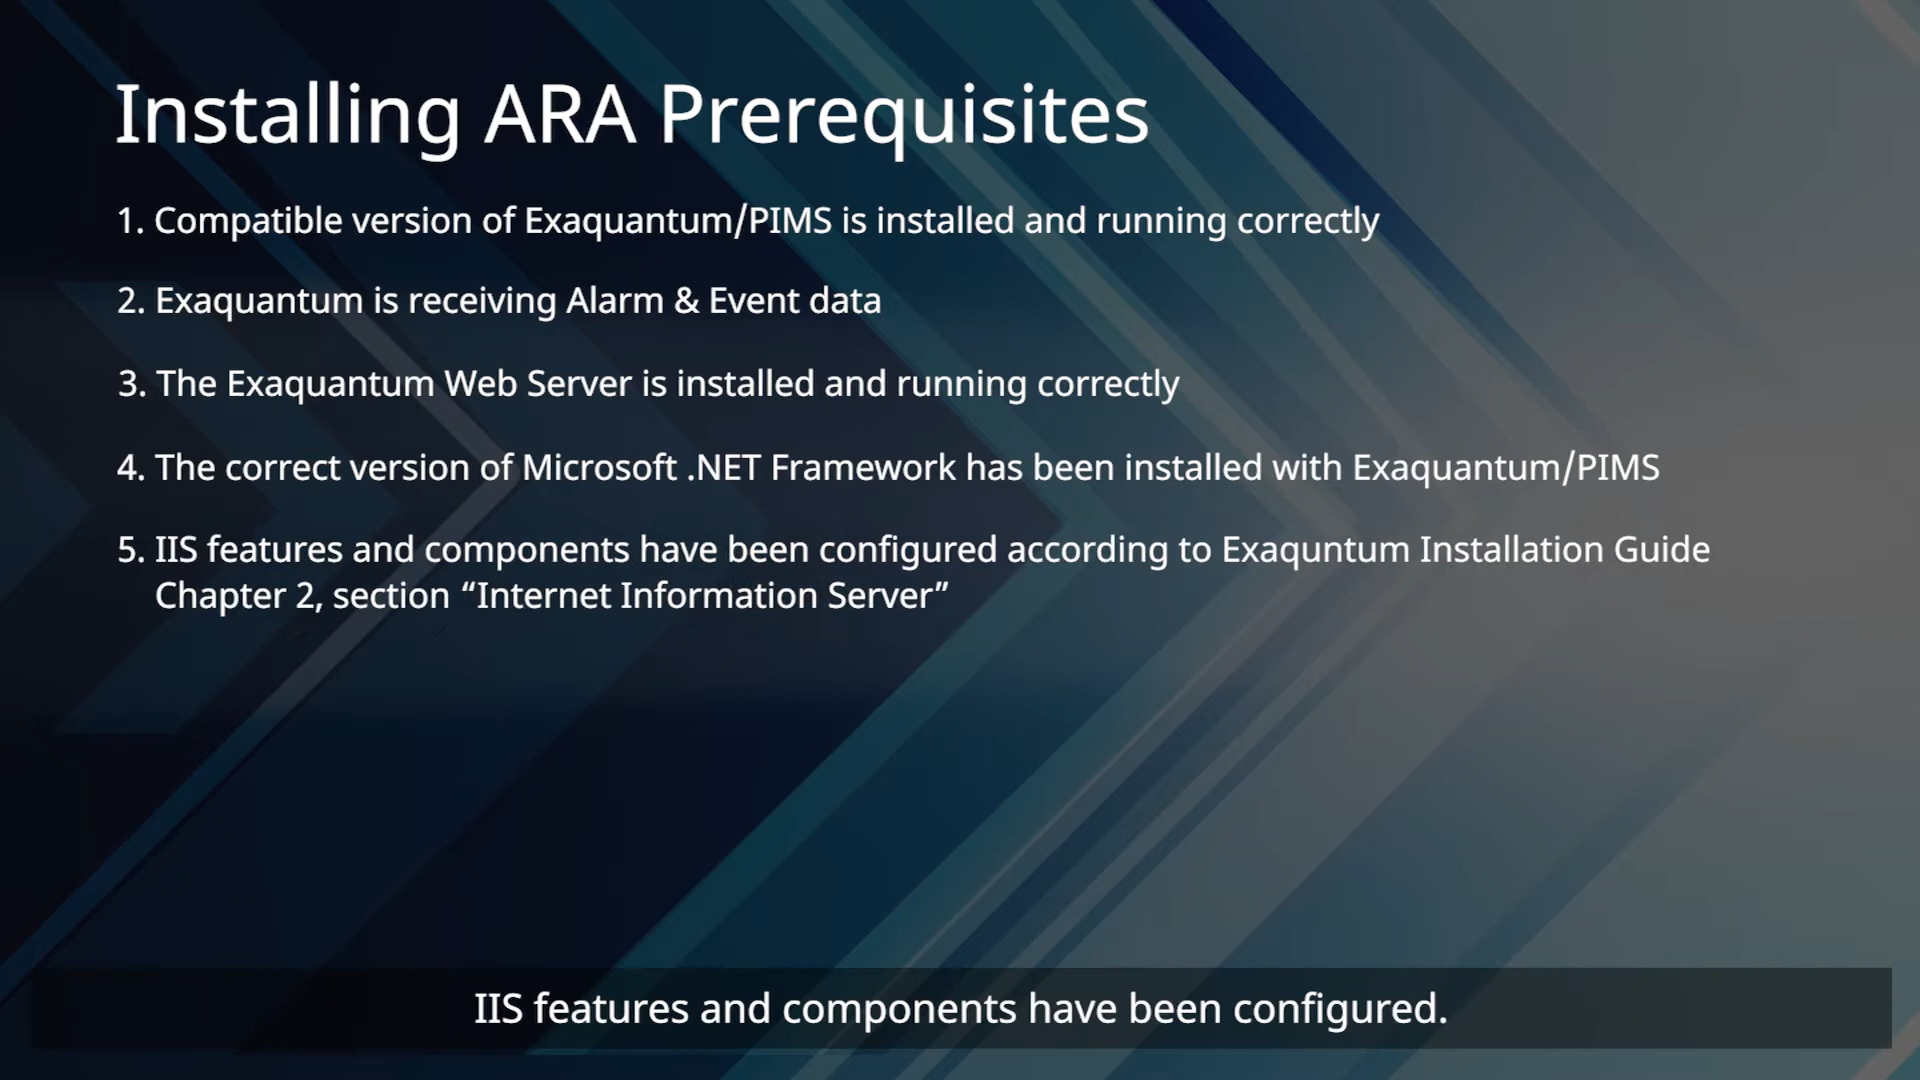 Installing ARA Prerequisites
1. Compatible version of Exaquantum/PIMS is installed and running correctly
2. Exaquantum is receiving Alarm & Event data
3. The Exaquantum Web Server is installed and running correctly
4. The correct version of Microsoft .NET Framework has been installed with Exaquantum/PIMS
5. IIS features and components have been configured according to Exaquntum Installation Guide
Chapter 2, section “Internet Information Server”
IIS features and components have been configured.